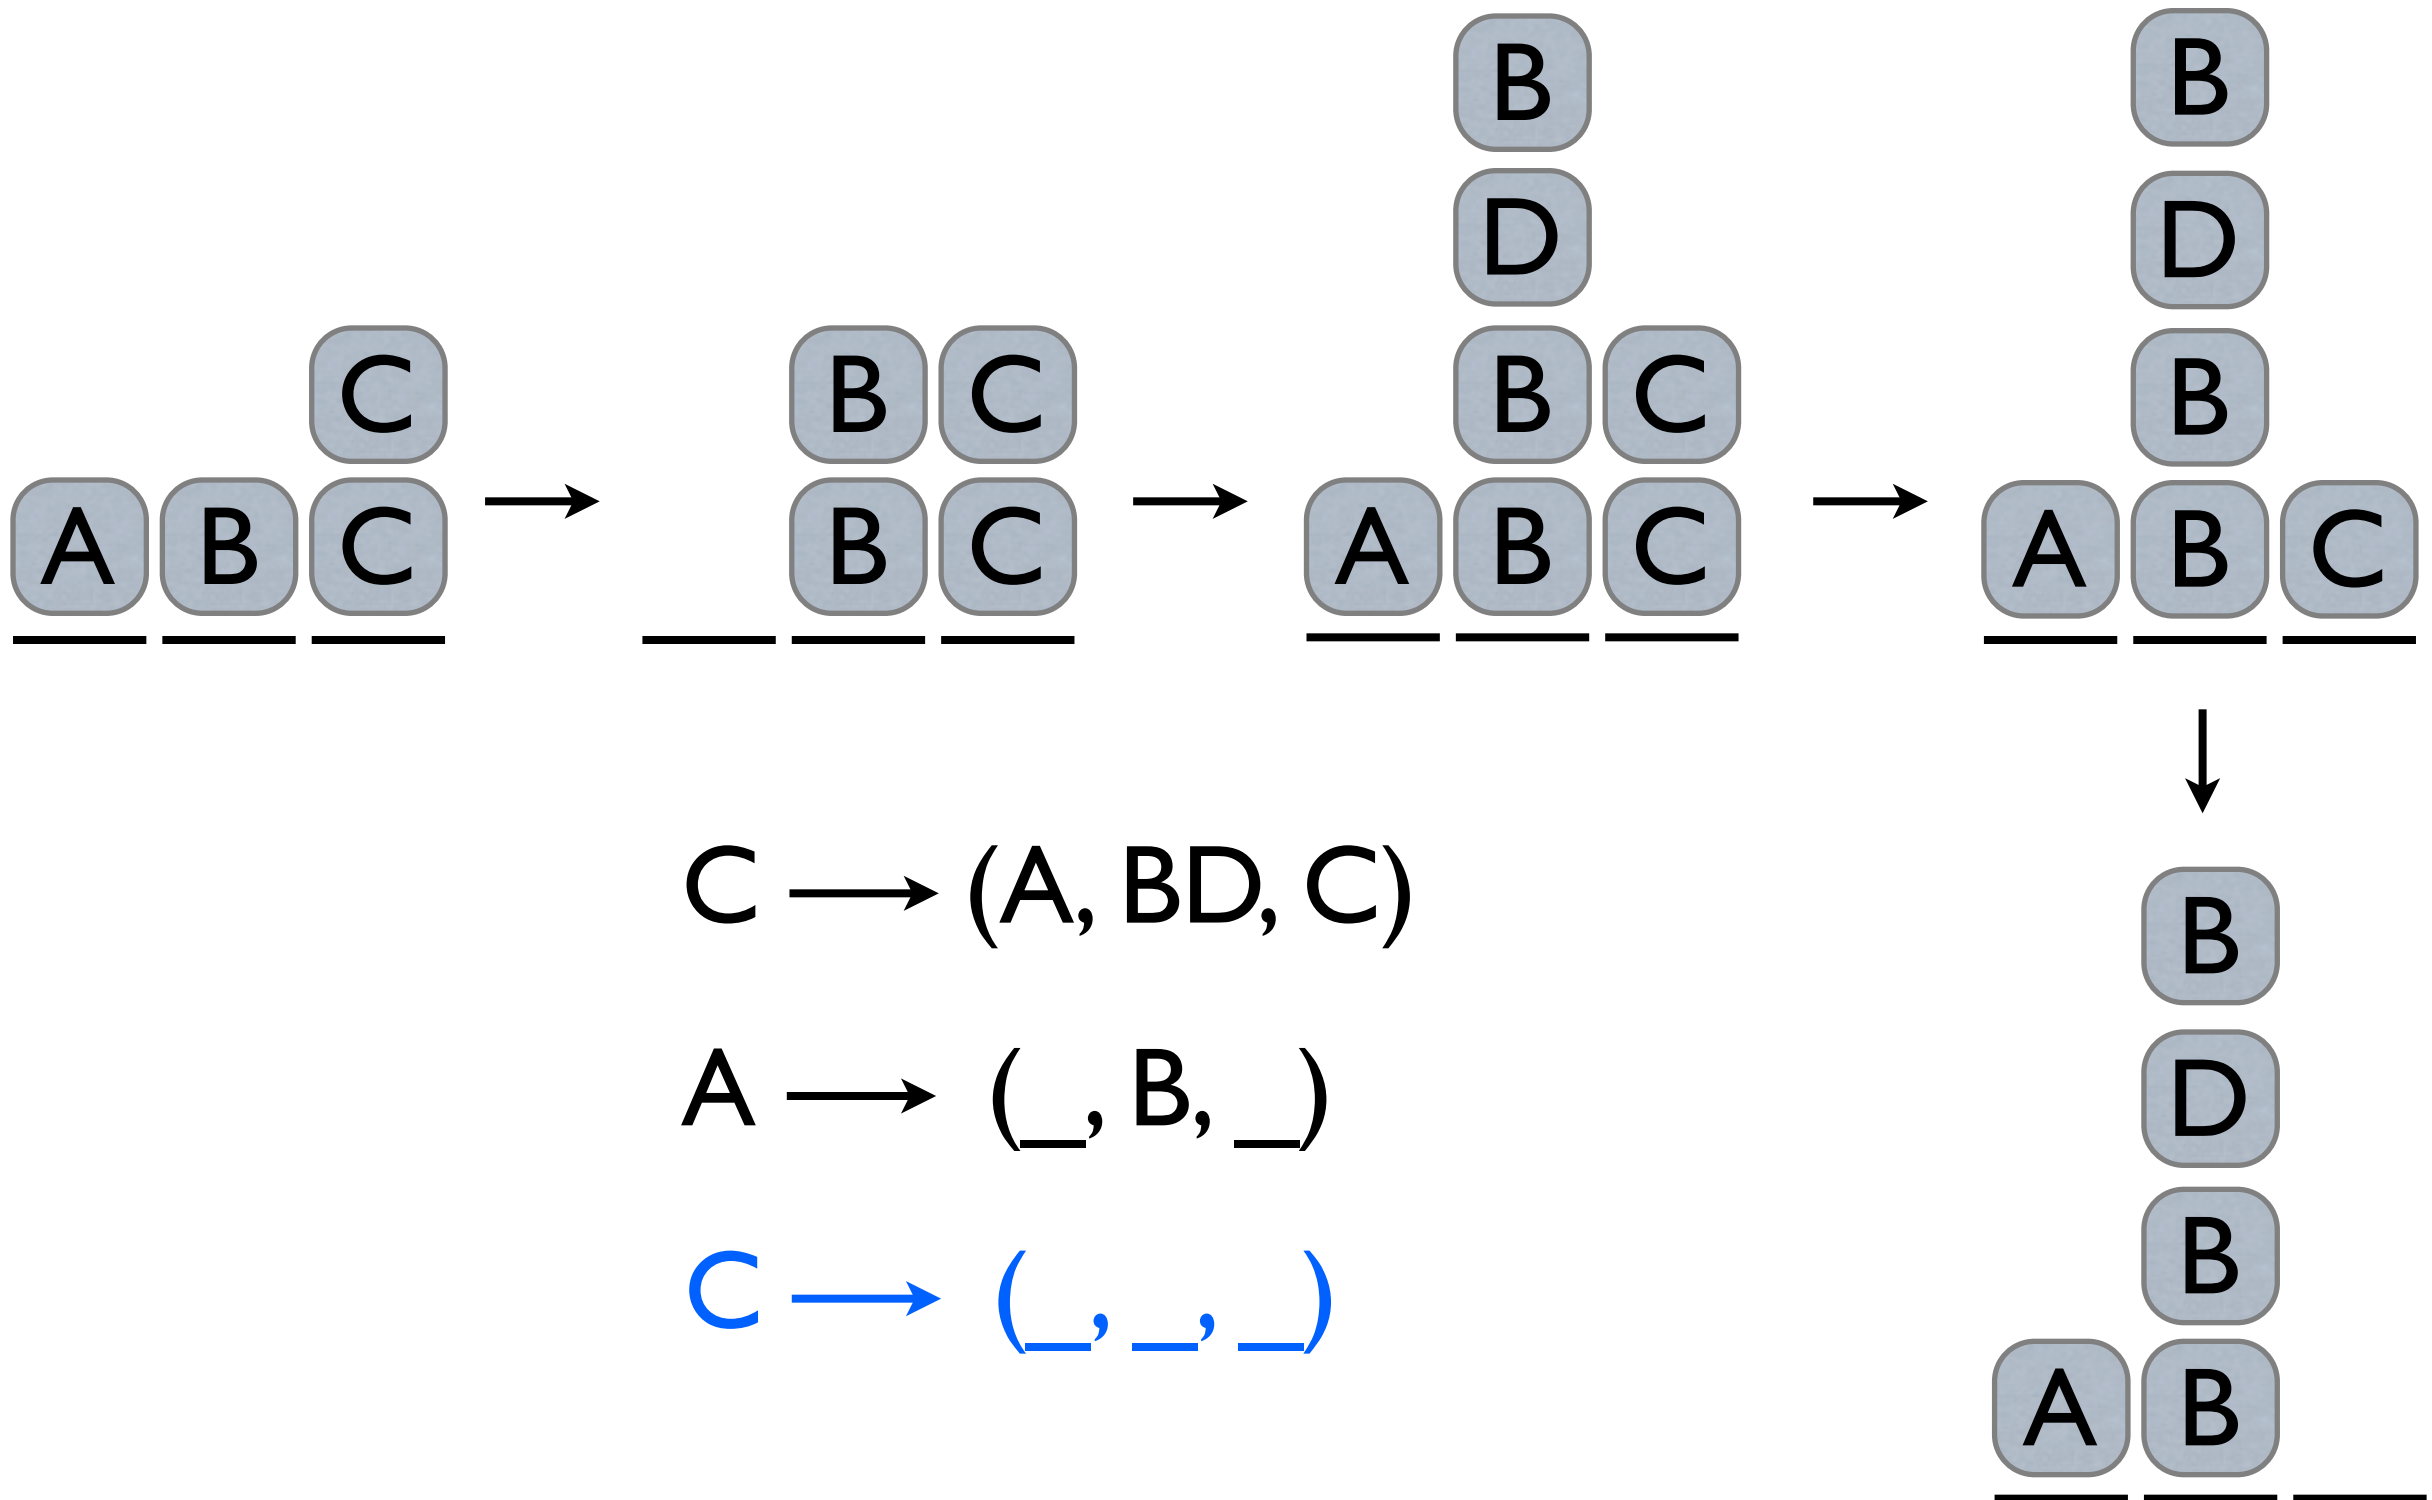 B B
D D
C B C B C B
A B C B C A B C A B C
C → (A, BD, C)
A → (_, B, _)
C → (_, _, _)
B
D
B
A B